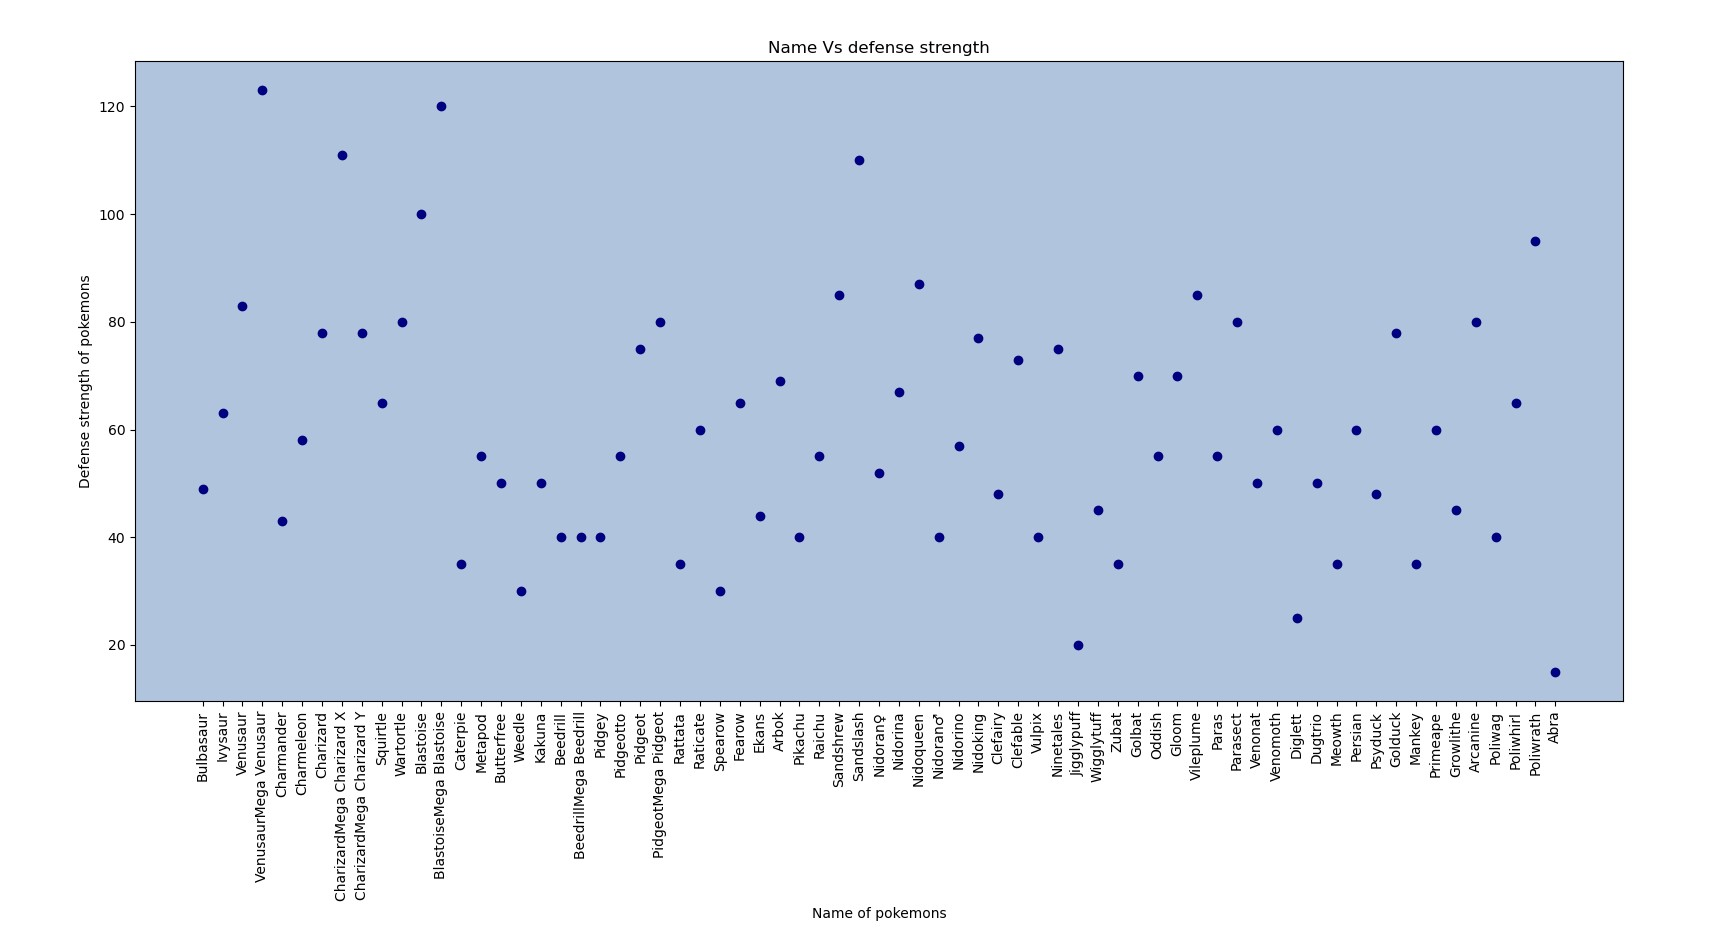 Name Vs defense strength
Defense strength of pokemons
120
100
80
60
40
20
Bulbasaur
Ivysaur
Venusaur
VenusaurMega Venusaur
Charmander
Charmeleon
Charizard
CharizardMega Charizard X
CharizardMega Charizard Y
Squirtle
Wartortle
Blastoise
BlastoiseMega Blastoise
Caterpie
Metapod
Butterfree
Weedle
Kakuna
Beedrill
BeedrillMega Beedrill
Pidgey
Pidgeotto
Pidgeot
PidgeotMega Pidgeot
Rattata
Raticate
Spearow
Fearow
Ekans
Arbok
Pikachu
Raichu
Sandshrew
Sandslash
Nidoran♀
Nidorina
Nidoqueen
Nidoran♂
Nidorino
Nidoking
Clefairy
Clefable
Vulpix
Ninetales
Jigglypuff
Wigglytuff
Zubat
Golbat
Oddish
Gloom
Vileplume
Paras
Parasect
Venonat
Venomoth
Diglett
Dugtrio
Meowth
Persian
Psyduck
Golduck
Mankey
Primeape
Growlithe
Arcanine
Poliwag
Poliwhirl
Poliwrath
Abra
Name of pokemons